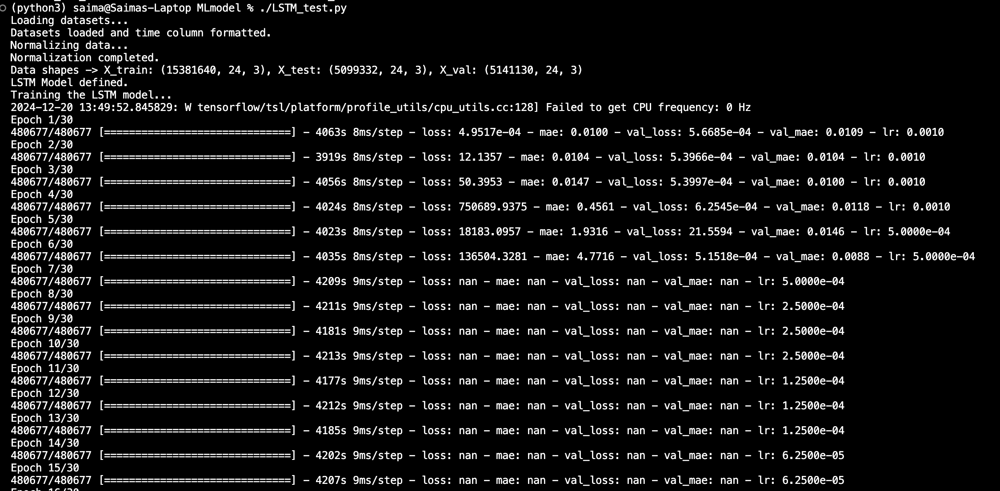 (python3) saima@Saimas-Laptop MLmodel % ./LSTM_test.py
Loading datasets...
Datasets loaded and time column formatted.
Normalizing data...
Normalization completed.
Data shapes -> X_train: (15381640, 24, 3), X_test: (5099332, 24, 3), X_val: (5141130, 24, 3)
LSTM Model defined.
Training the LSTM model...
2024-12-20 13:49:52.845829: W tensorflow/tsl/platform/profile_utils/cpu_utils.cc:128] Failed to get CPU frequency: 0 Hz
Epoch 1/30
480677/480677 [==============================] - 4063s 8ms/step - loss: 4.9517e-04 - mae: 0.0100 - val_loss: 5.6685e-04 - val_mae: 0.0109 - lr: 0.0010
Epoch 2/30
480677/480677 [==============================] - 3919s 8ms/step - loss: 12.1357 - mae: 0.0104 - val_loss: 5.3966e-04 - val_mae: 0.0104 - lr: 0.0010
Epoch 3/30
480677/480677 [==============================] - 4056s 8ms/step - loss: 50.3953 - mae: 0.0147 - val_loss: 5.3997e-04 - val_mae: 0.0100 - lr: 0.0010
Epoch 4/30
480677/480677 [==============================] - 4024s 8ms/step - loss: 750689.9375 - mae: 0.4561 - val_loss: 6.2545e-04 - val_mae: 0.0118 - lr: 0.0010
Epoch 5/30
480677/480677 [==============================] - 4023s 8ms/step - loss: 18183.0957 - mae: 1.9316 - val_loss: 21.5594 - val_mae: 0.0146 - lr: 5.0000e-04
Epoch 6/30
480677/480677 [==============================] - 4035s 8ms/step - loss: 136504.3281 - mae: 4.7716 - val_loss: 5.1518e-04 - val_mae: 0.0088 - lr: 5.0000e-04
Epoch 7/30
480677/480677 [==============================] - 4209s 9ms/step - loss: nan - mae: nan - val_loss: nan - val_mae: nan - lr: 5.0000e-04
Epoch 8/30
480677/480677 [==============================] - 4211s 9ms/step - loss: nan - mae: nan - val_loss: nan - val_mae: nan - lr: 2.5000e-04
Epoch 9/30
480677/480677 [==============================] - 4181s 9ms/step - loss: nan - mae: nan - val_loss: nan - val_mae: nan - lr: 2.5000e-04
Epoch 10/30
480677/480677 [==============================] - 4213s 9ms/step - loss: nan - mae: nan - val_loss: nan - val_mae: nan - lr: 2.5000e-04
Epoch 11/30
480677/480677 [==============================] - 4177s 9ms/step - loss: nan - mae: nan - val_loss: nan - val_mae: nan - lr: 1.2500e-04
Epoch 12/30
480677/480677 [==============================] - 4212s 9ms/step - loss: nan - mae: nan - val_loss: nan - val_mae: nan - lr: 1.2500e-04
Epoch 13/30
480677/480677 [==============================] - 4185s 9ms/step - loss: nan - mae: nan - val_loss: nan - val_mae: nan - lr: 1.2500e-04
Epoch 14/30
480677/480677 [==============================] - 4202s 9ms/step - loss: nan - mae: nan - val_loss: nan - val_mae: nan - lr: 6.2500e-05
Epoch 15/30
480677/480677 [==============================] - 4207s 9ms/step - loss: nan - mae: nan - val_loss: nan - val_mae: nan - lr: 6.2500e-05